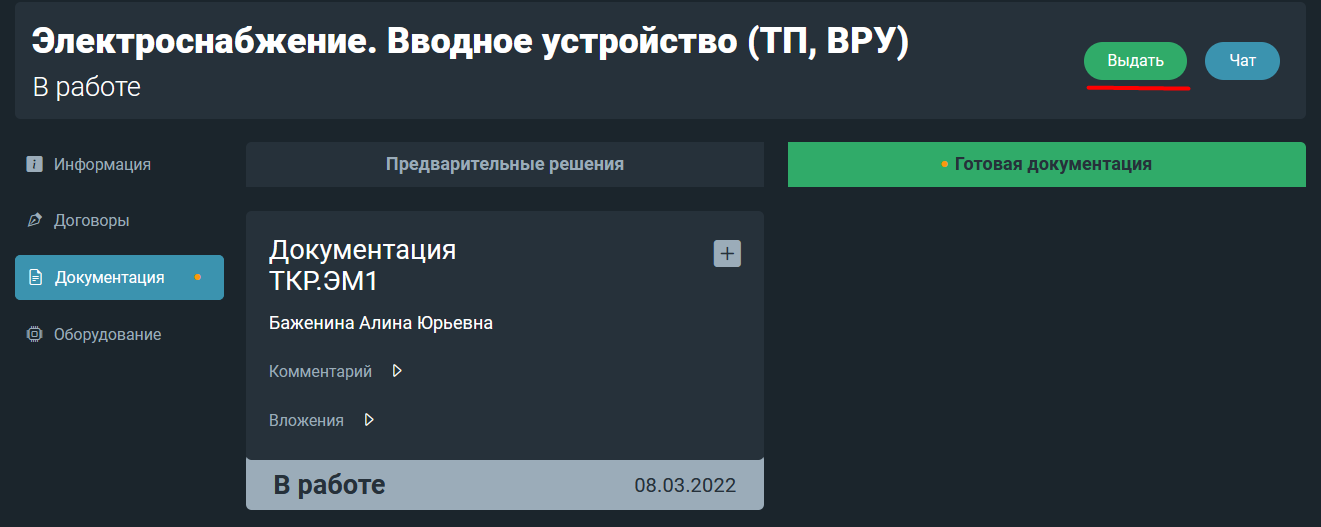 Электроснабжение. Вводное устройство (ТП, ВРУ)
В работе
Выдать
Чат
Информация
Договоры
Документация
Оборудование
Предварительные решения
Готовая документация
Документация
ТКР.ЭМ1
Баженина Алина Юрьевна
Комментарий
Вложения
В работе
08.03.2022